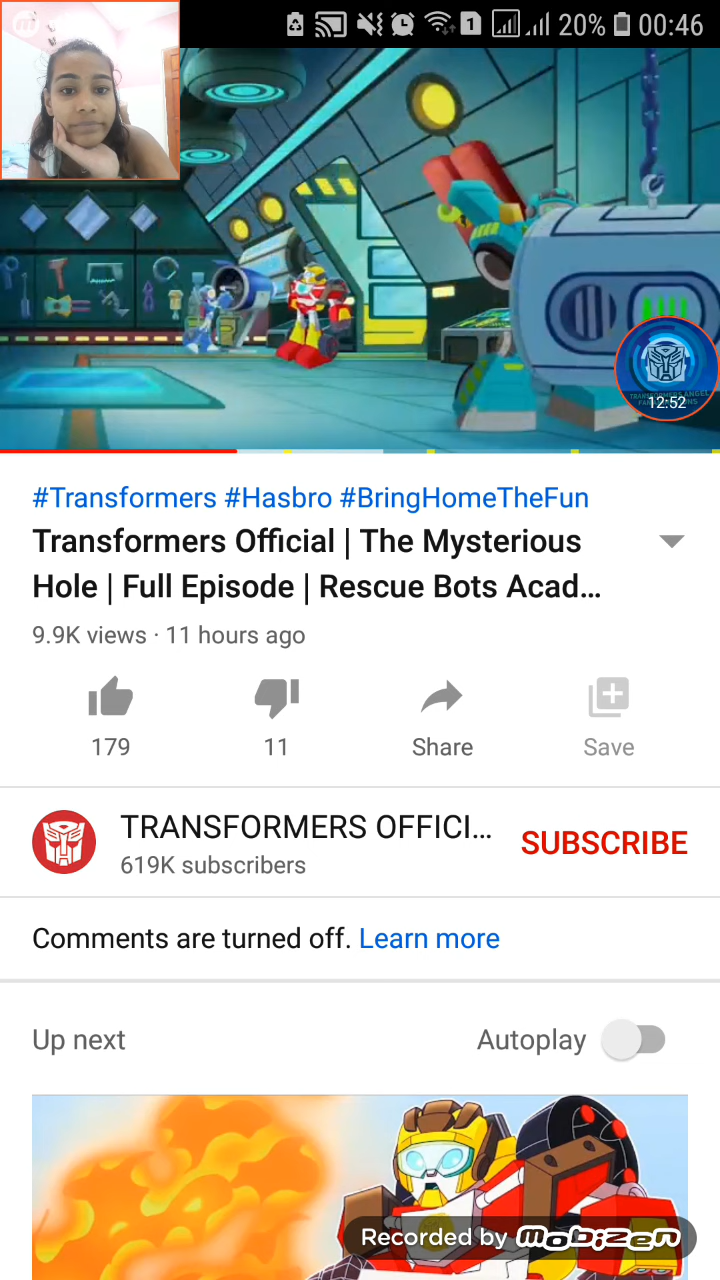 1 20% 00:46
12:52
#Transformers #Hasbro #BringHomeTheFun
Transformers Official | The Mysterious
Hole | Full Episode | Rescue Bots Acad...
9.9K views · 11 hours ago
179
11
Share
Save
TRANSFORMERS OFFICI...
619K subscribers
SUBSCRIBE
Comments are turned off. Learn more
Up next
Autoplay
Recorded by mobizen